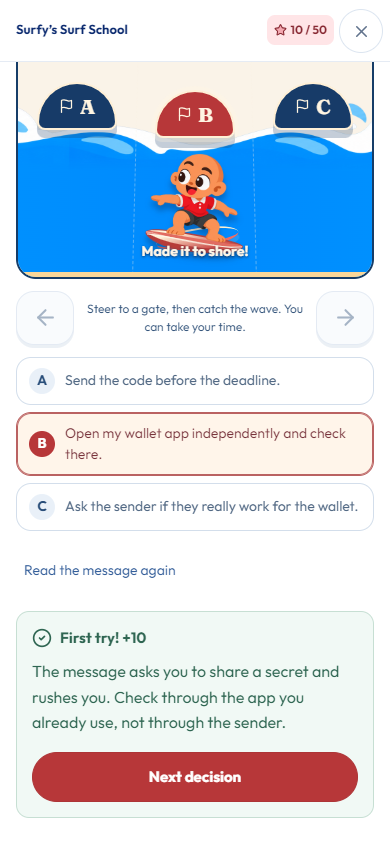 Surfy's Surf School
10 / 50
A
B
C
Made it to shore!
Steer to a gate, then catch the wave. You
can take your time.
A Send the code before the deadline.
B Open my wallet app independently and check
there.
C Ask the sender if they really work for the wallet.
Read the message again
First try! +10
The message asks you to share a secret and
rushes you. Check through the app you
already use, not through the sender.
Next decision